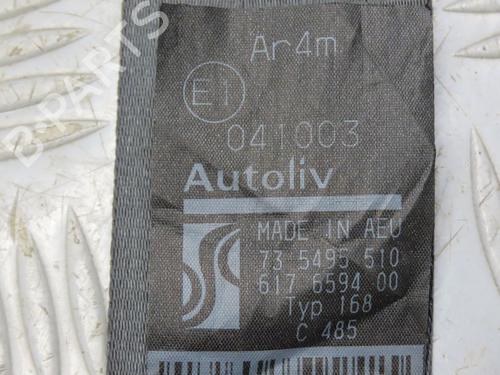 Ar4m
E1
041003
Autoliv
MADE IN AEU
73 5495 510
617 6594 00
Typ 168
C 485
B-PARTS